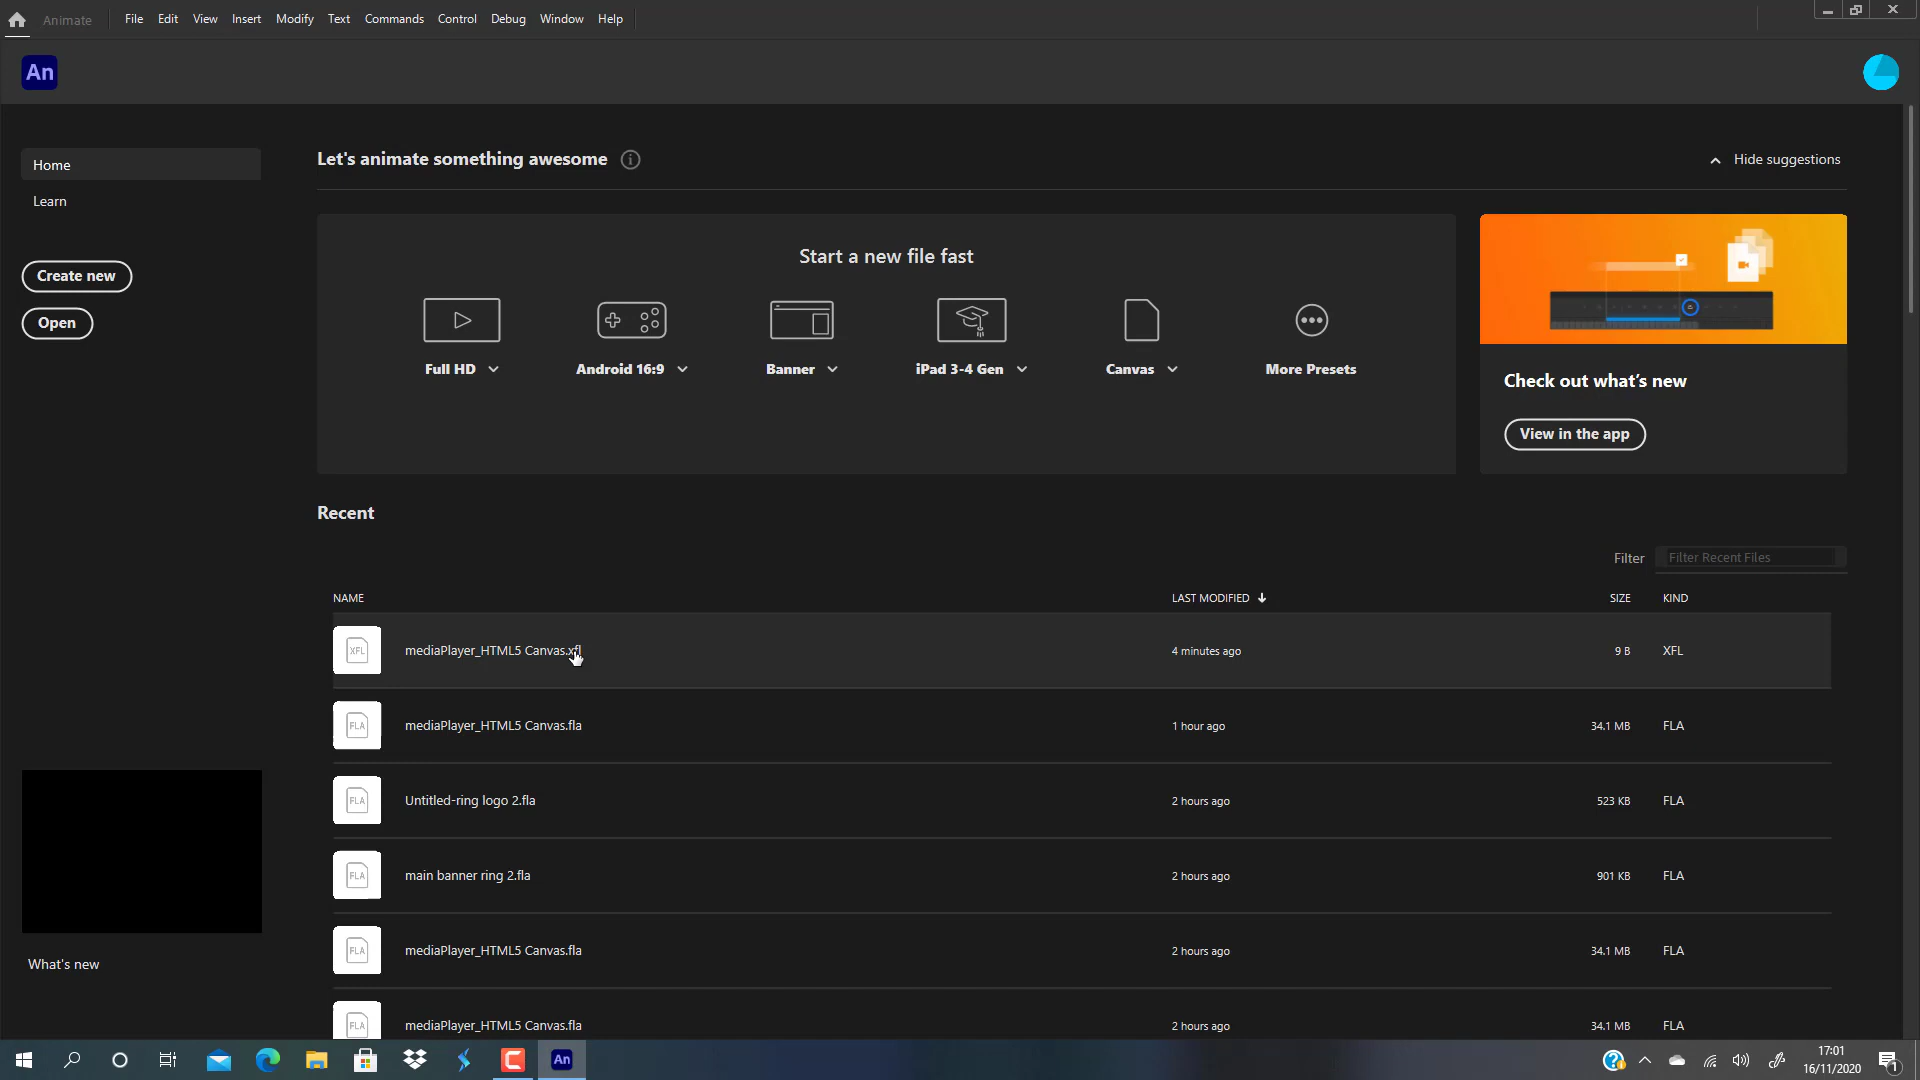 Animate File Edit View Insert Modify Text Commands Control Debug Window Help
An
Home
Learn
Create new
Open
Let's animate something awesome
Hide suggestions
Start a new file fast
Full HD Android 16:9 Banner iPad 3-4 Gen Canvas More Presets
Check out what's new
View in the app
Recent
Filter Filter Recent Files
NAME LAST MODIFIED SIZE KIND
XFL mediaPlayer_HTML5 Canvas.xfl 4 minutes ago 9 B XFL
FLA mediaPlayer_HTML5 Canvas.fla 1 hour ago 34.1 MB FLA
FLA Untitled-ring logo 2.fla 2 hours ago 523 KB FLA
FLA main banner ring 2.fla 2 hours ago 901 KB FLA
FLA mediaPlayer_HTML5 Canvas.fla 2 hours ago 34.1 MB FLA
FLA mediaPlayer_HTML5 Canvas.fla 2 hours ago 34.1 MB FLA
What's new
An
17:01
16/11/2020
1